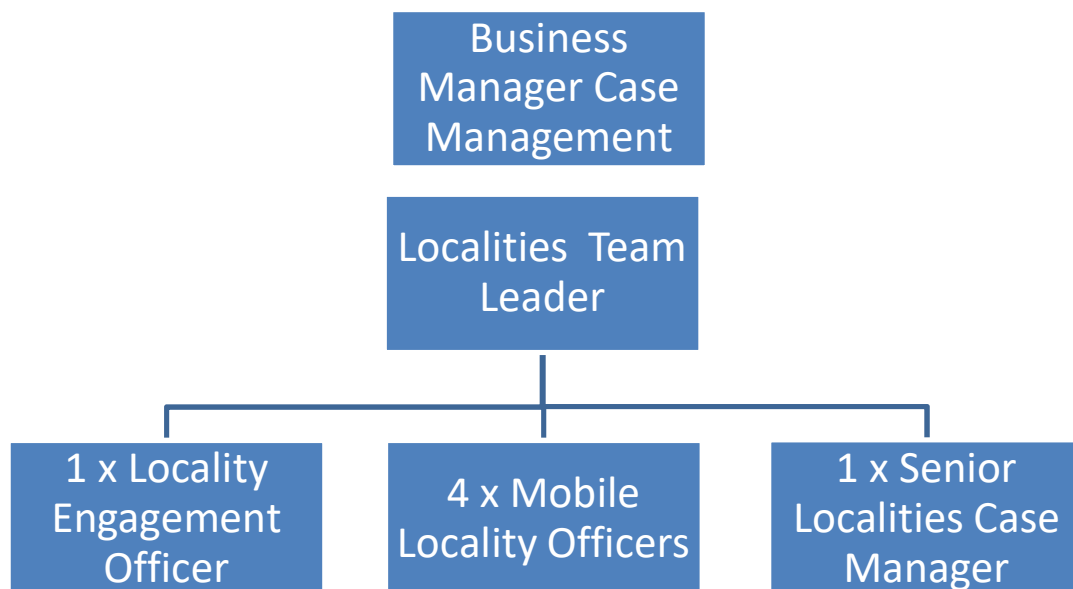 Business
Manager Case
Management
Localities  Team
Leader
1 x Locality
Engagement
Officer
4 x Mobile
Locality Officers
1 x Senior
Localities Case
Manager